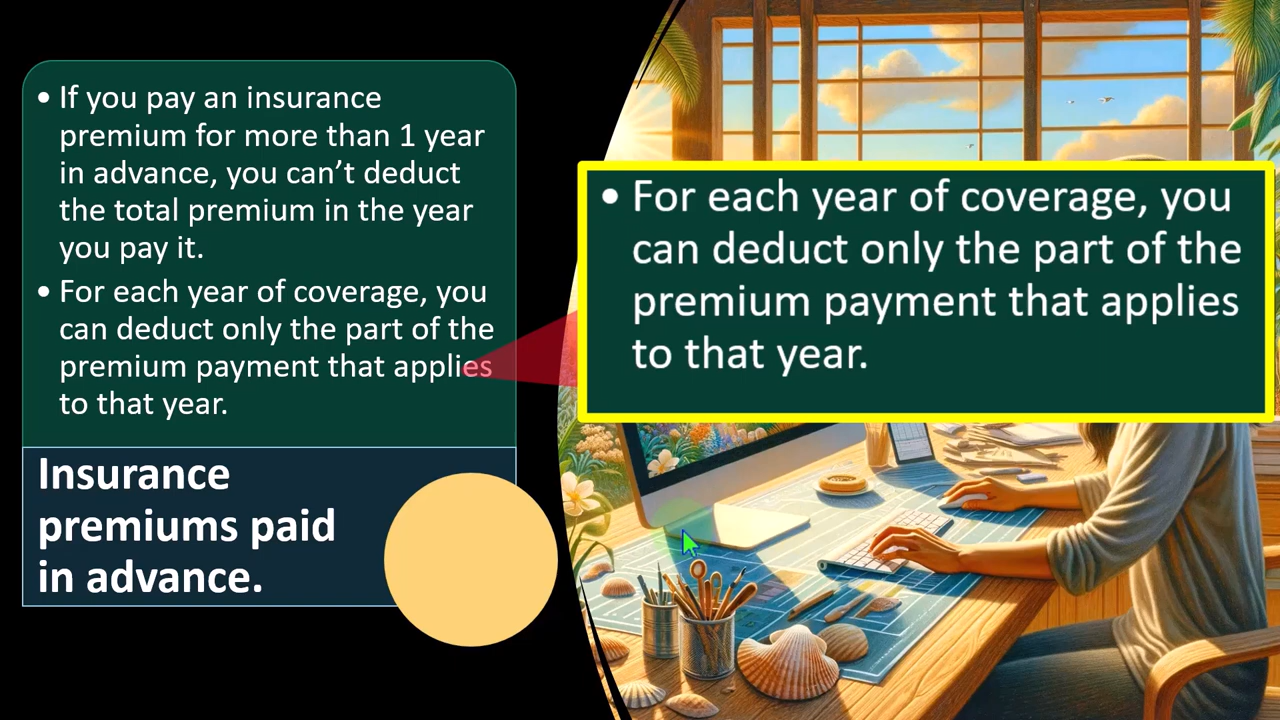 • If you pay an insurance
premium for more than 1 year
in advance, you can’t deduct
the total premium in the year
you pay it.
• For each year of coverage, you
can deduct only the part of the
premium payment that applies
to that year.
Insurance
premiums paid
in advance.
• For each year of coverage, you
can deduct only the part of the
premium payment that applies
to that year.